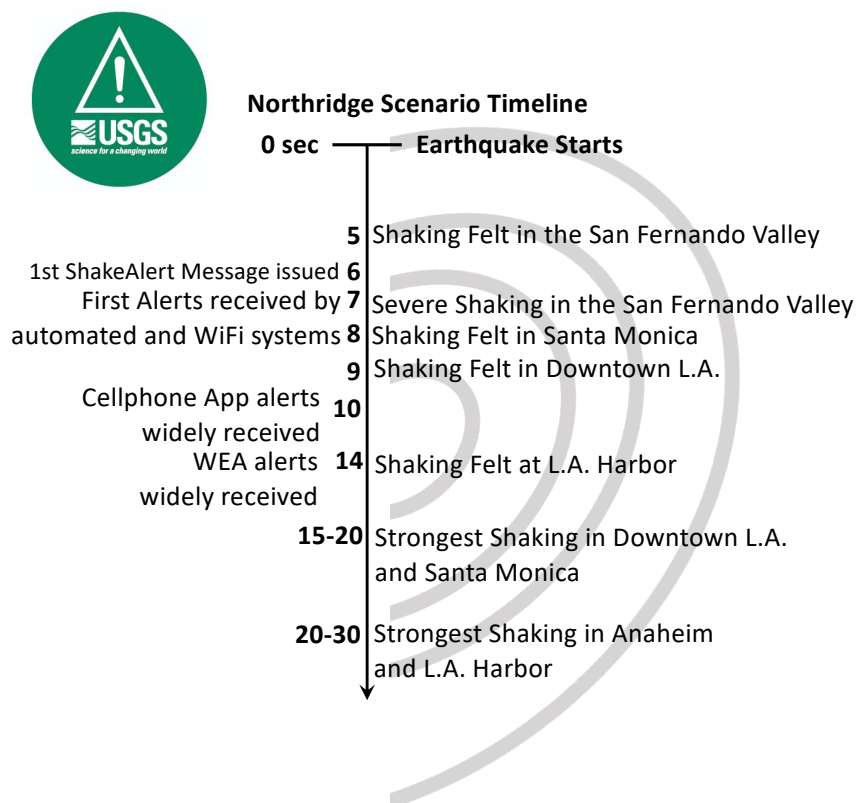 USGS
science for a changing world
Northridge Scenario Timeline
0 sec Earthquake Starts
5 Shaking Felt in the San Fernando Valley
1st ShakeAlert Message issued 6
First Alerts received by 7 Severe Shaking in the San Fernando Valley
automated and WiFi systems 8 Shaking Felt in Santa Monica
9 Shaking Felt in Downtown L.A.
Cellphone App alerts 10
widely received
WEA alerts 14 Shaking Felt at L.A. Harbor
widely received
15-20 Strongest Shaking in Downtown L.A.
and Santa Monica
20-30 Strongest Shaking in Anaheim
and L.A. Harbor